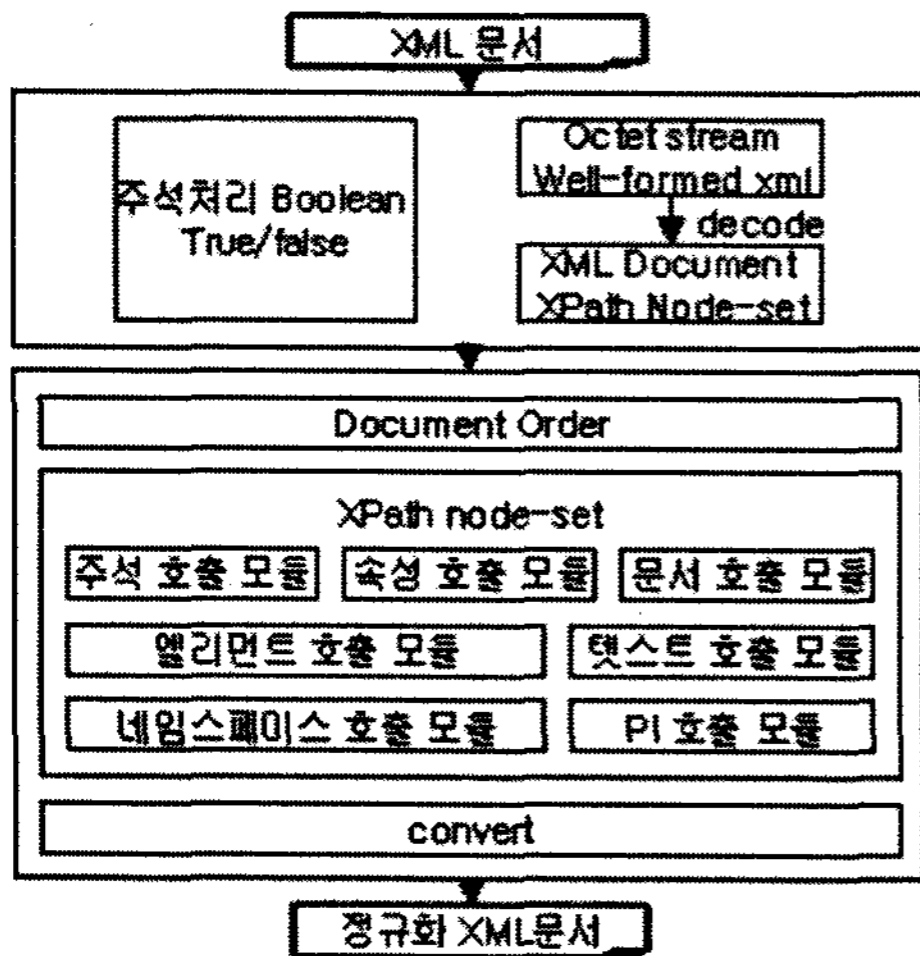 XML 문서
주석처리 Boolean
True/false
Octet stream
Well-formed xml
decode
XML Document
XPath Node-set
Document Order
XPath node-set
주석 호출 모듈
속성 호출 모듈
문서 호출 모듈
엘리먼트 호출 모듈
텟스트 호출 모듈
네임스페이스 호출 모듈
PI 호출 모듈
convert
정규화 XML문서